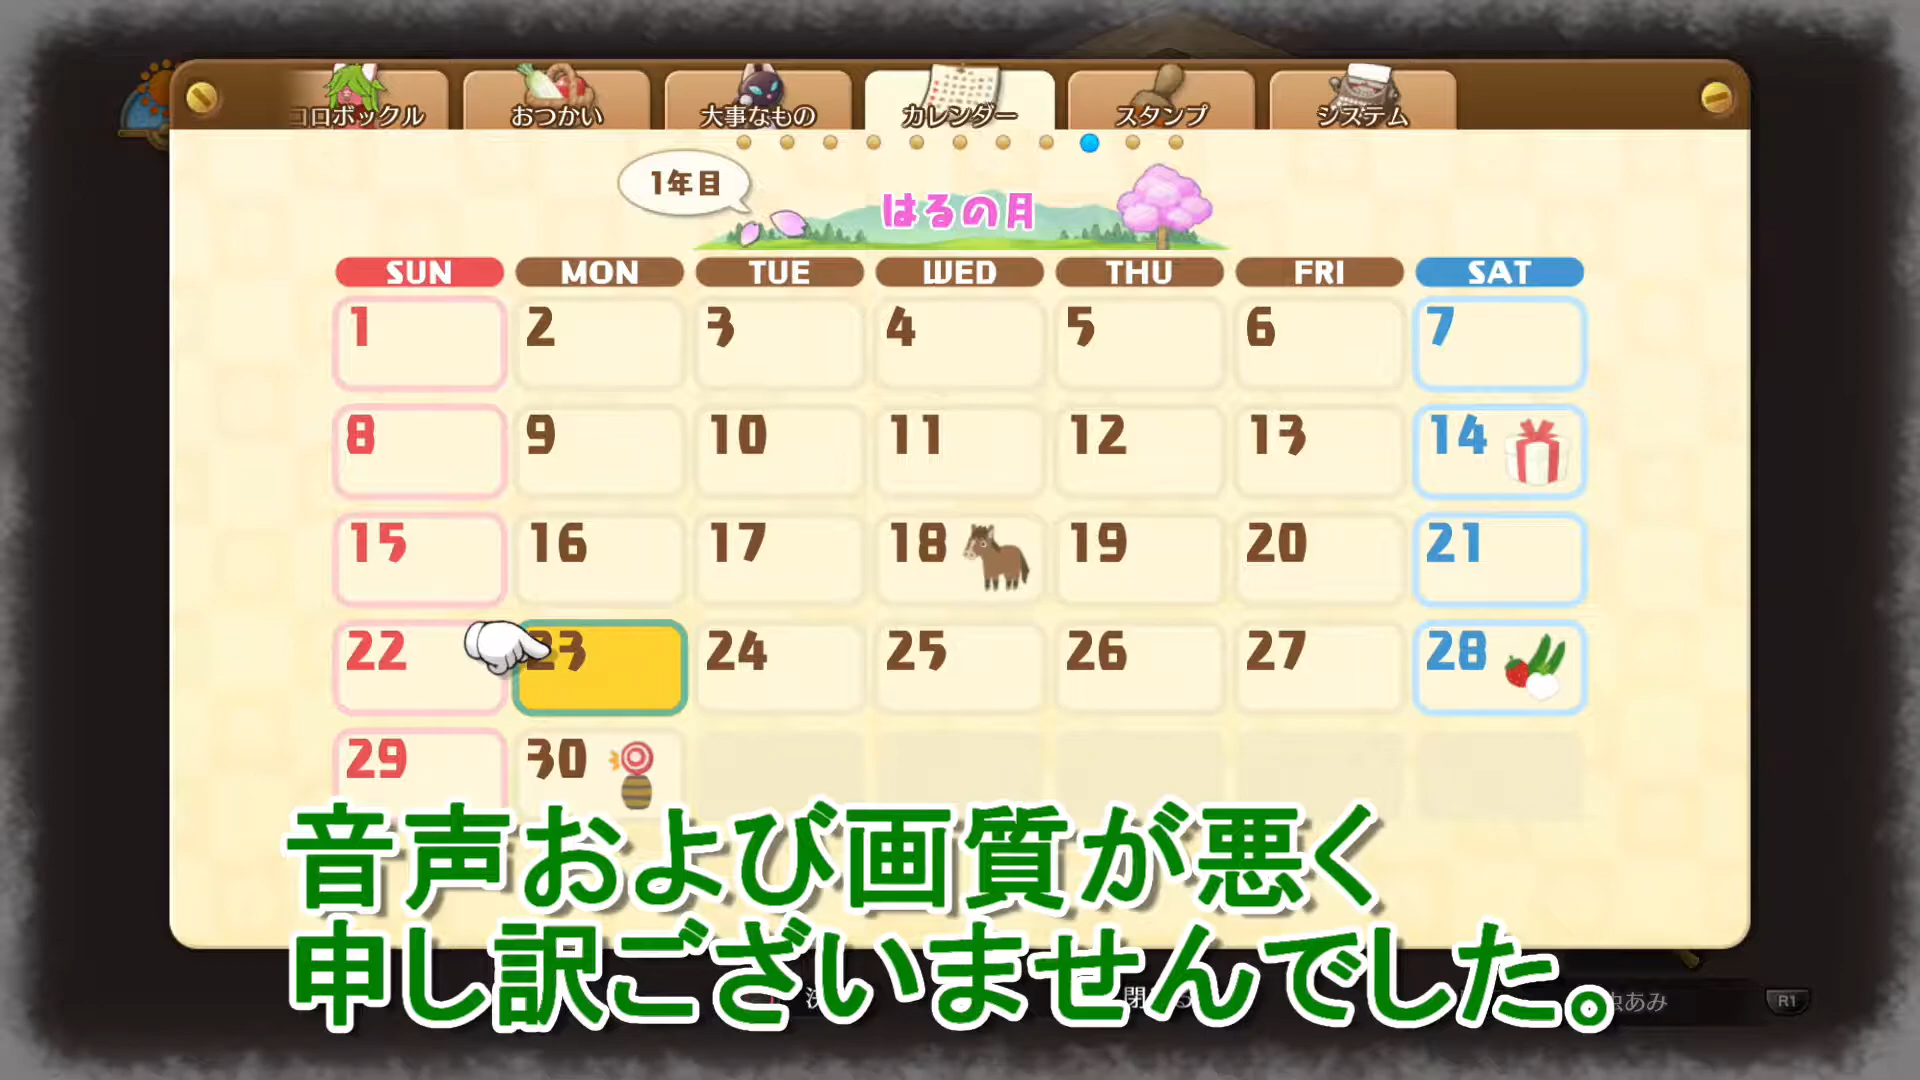 コロボックル
おつかい
大事なもの
カレンダー
スタンプ
システム
1年目
はるの月
SUN MON TUE WED THU FRI SAT
1 2 3 4 5 6 7
8 9 10 11 12 13 14
15 16 17 18 19 20 21
22 23 24 25 26 27 28
29 30
音声および画質が悪く
申し訳ございませんでした。
あみ
R1